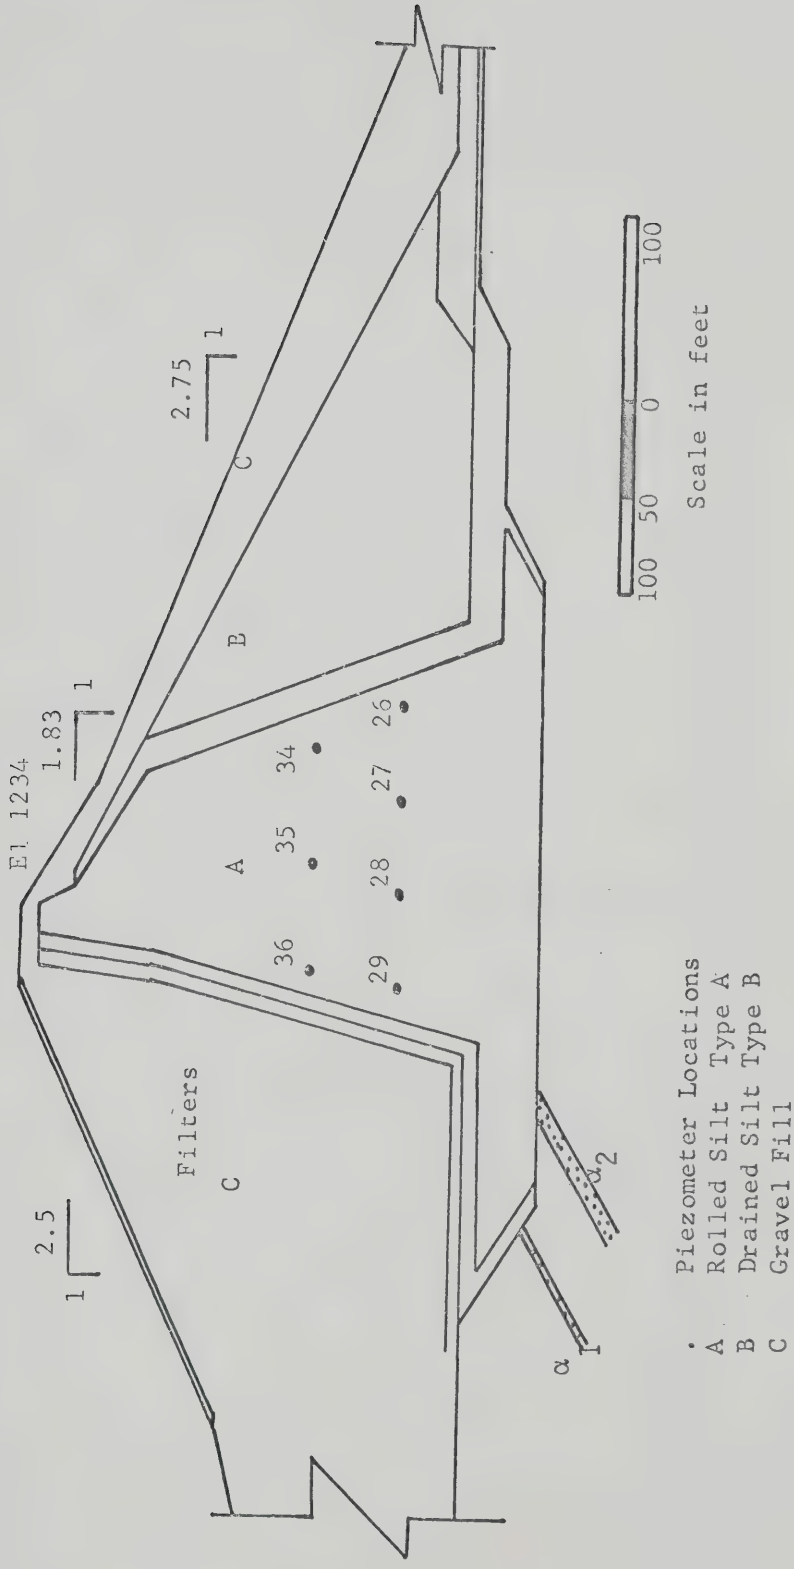 El 1234
1.83
1
2.5
1
2.75
1
Filters
C
A
B
C
36
35
34
29
28
27
26
α 1
α2
100
50
0
100
Scale in feet
• Piezometer Locations
A Rolled Silt Type A
B Drained Silt Type B
C Gravel Fill